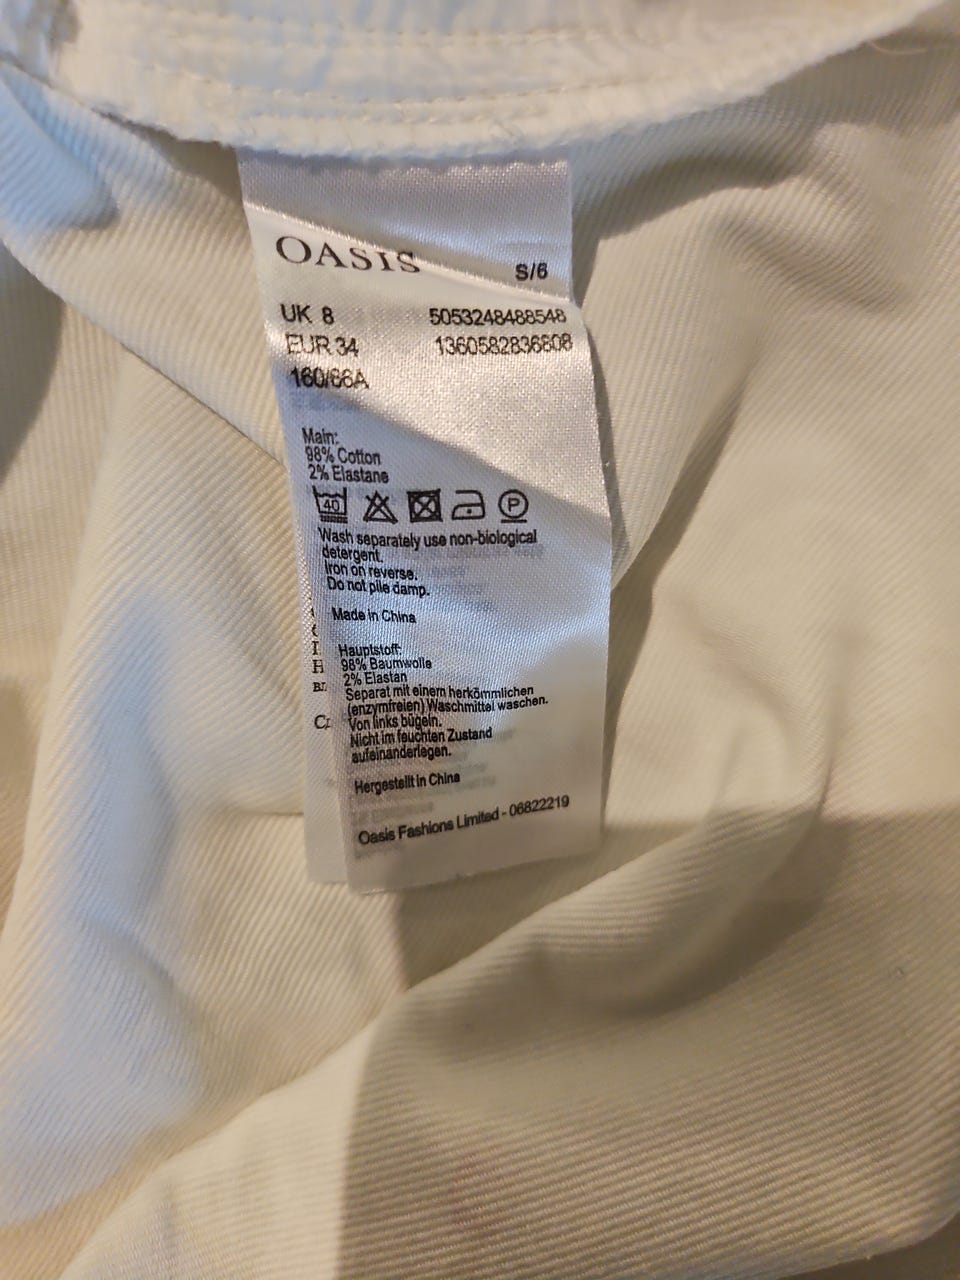 OASIS
S/6
UK 8 5053248488548
EUR 34 1360582836808
160/66A
Main:
98% Cotton
2% Elastane
40
P
Wash separately use non-biological
detergent.
Iron on reverse.
Do not pile damp.
Made in China
Hauptstoff:
98% Baumwolle
2% Elastan
Separat mit einem herkömmlichen
(enzymfreien) Waschmittel waschen.
Von links bügeln.
Nicht im feuchten Zustand
aufeinanderlegen.
Hergestellt in China
Oasis Fashions Limited - 06822219